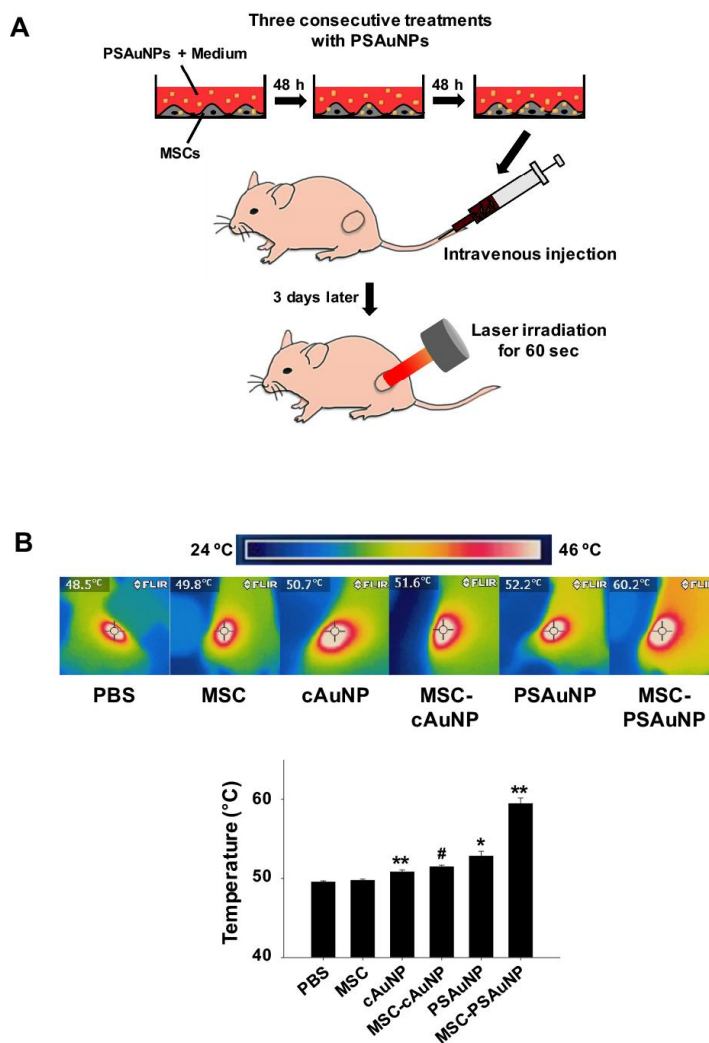 A
Three consecutive treatments
with PSAuNPs
PSAuNPs + Medium
48 h
48 h
MSCs
Intravenous injection
3 days later
Laser irradiation
for 60 sec
B
24 ºC
46 ºC
48.5°C
FLIR
49.8°C
FLIR
50.7°C
FLIR
51.6°C
FLIR
52.2°C
FLIR
60.2°C
FLIR
PBS
MSC
cAuNP
MSC-
cAuNP
PSAuNP
MSC-
PSAuNP
Temperature (°C)
60
50
40
**
#
*
**
PBS
MSC
cAuNP
MSC-cAuNP
PSAuNP
MSC-PSAuNP